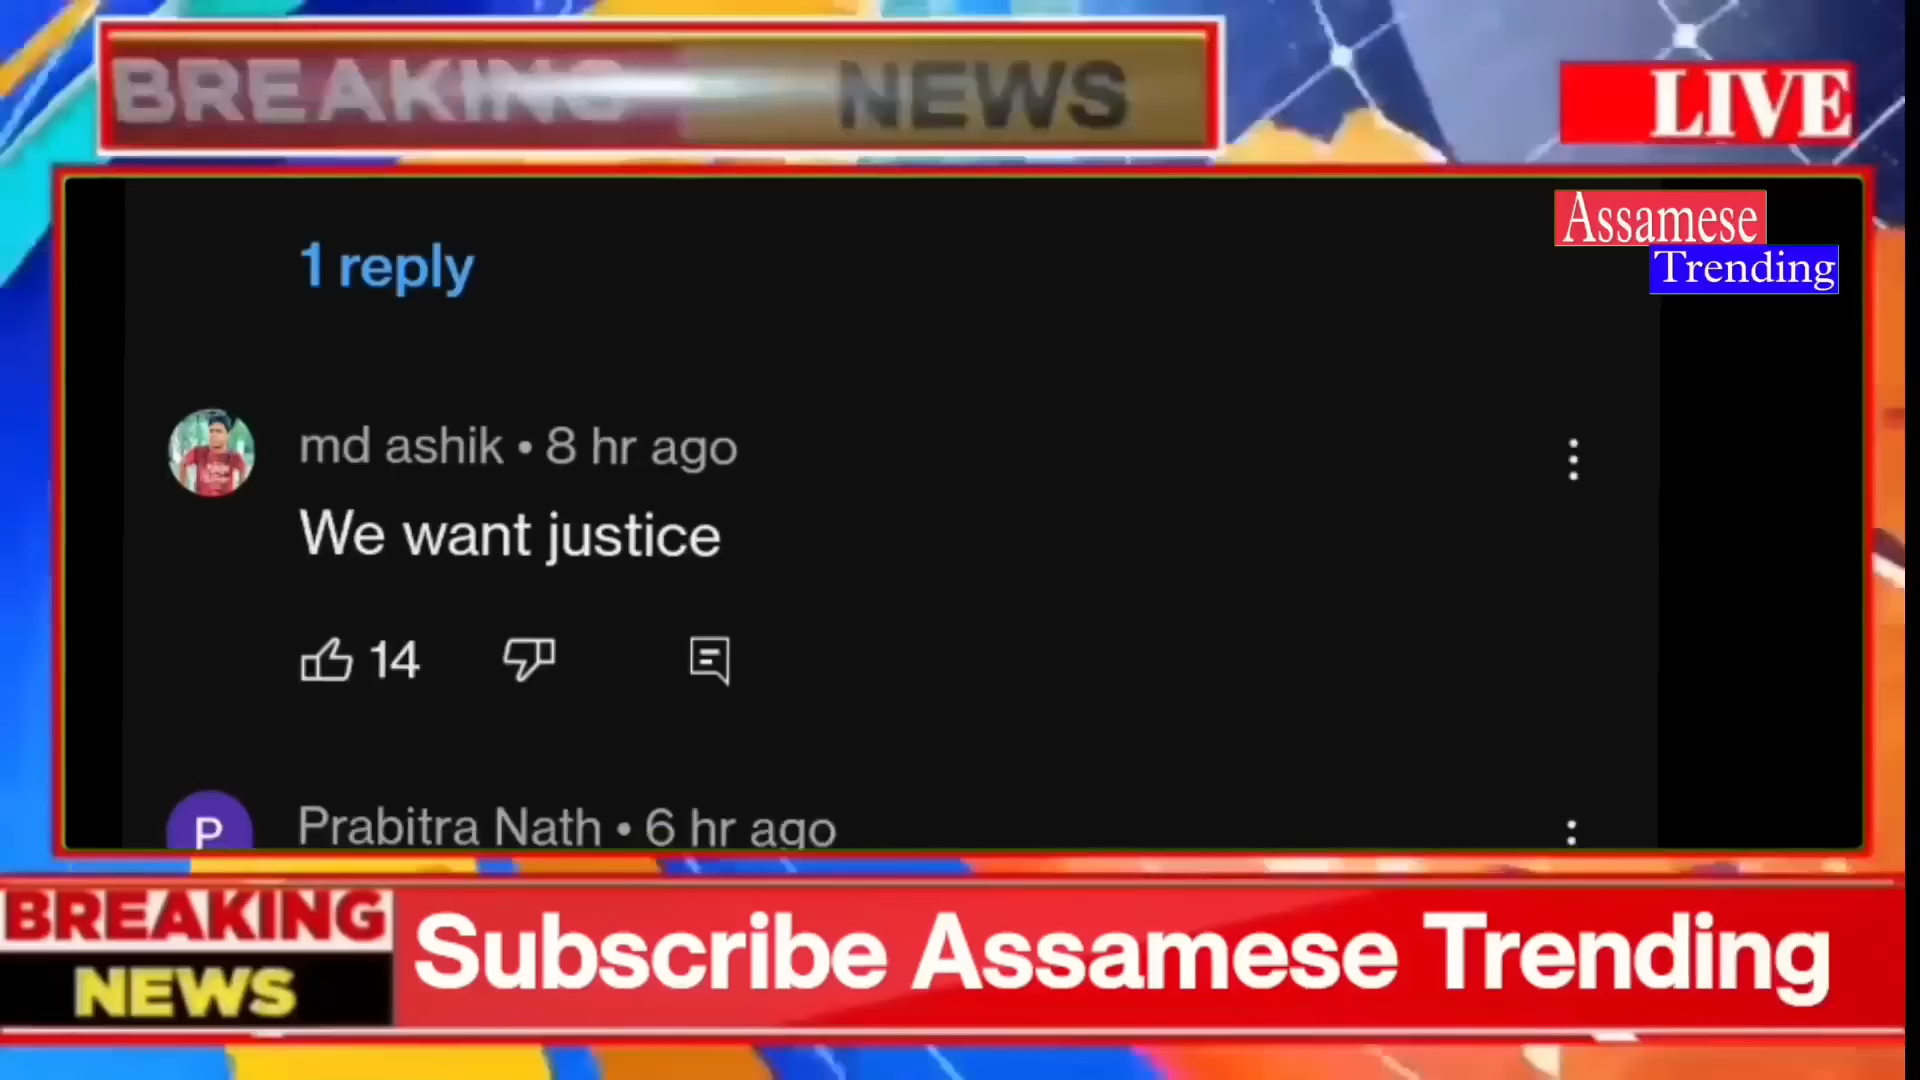 BREAKING NEWS
LIVE
Assamese
Trending
1 reply
md ashik • 8 hr ago
We want justice
14
P
Prabitra Nath • 6 hr ago
BREAKING
NEWS
Subscribe Assamese Trending